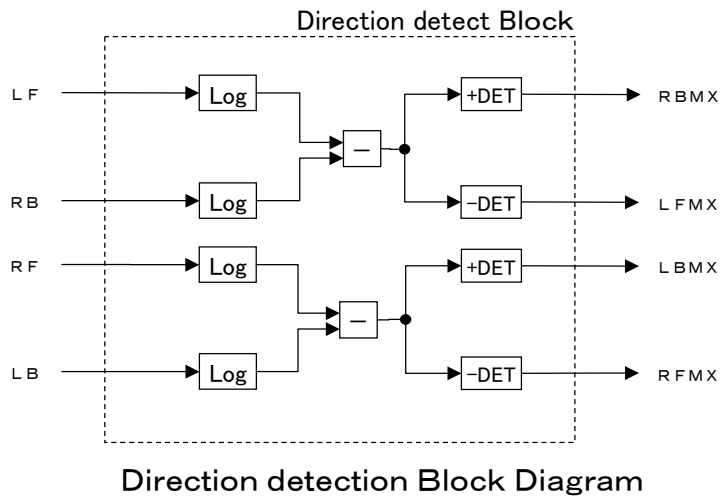 Direction detect Block
LF
Log
+DET
RBMX
−
RB
Log
−DET
LFMX
RF
Log
+DET
LBMX
−
LB
Log
−DET
RFMX
Direction detection Block Diagram